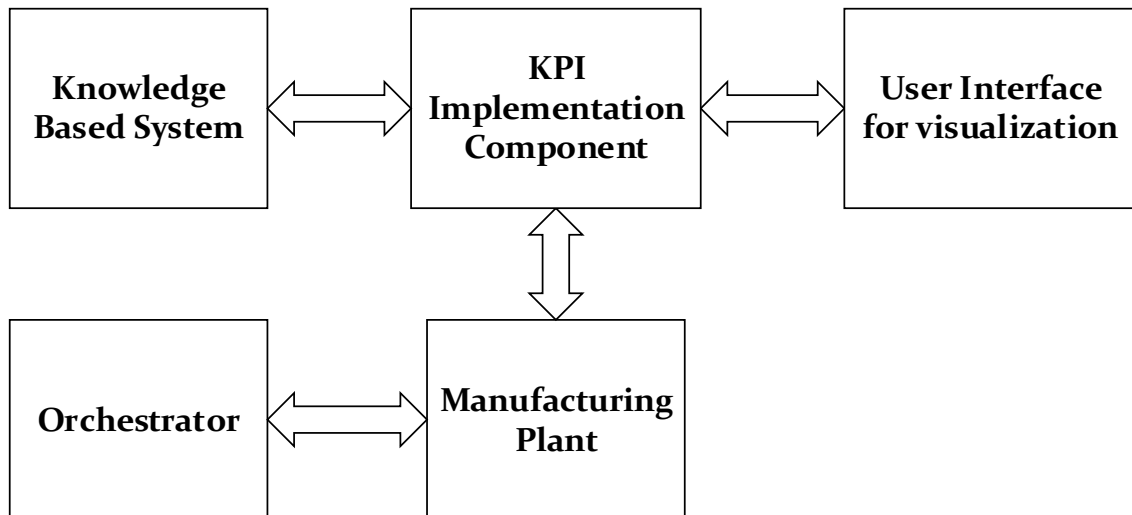 Knowledge
Based System
KPI
Implementation
Component
User Interface
for visualization
Orchestrator
Manufacturing
Plant